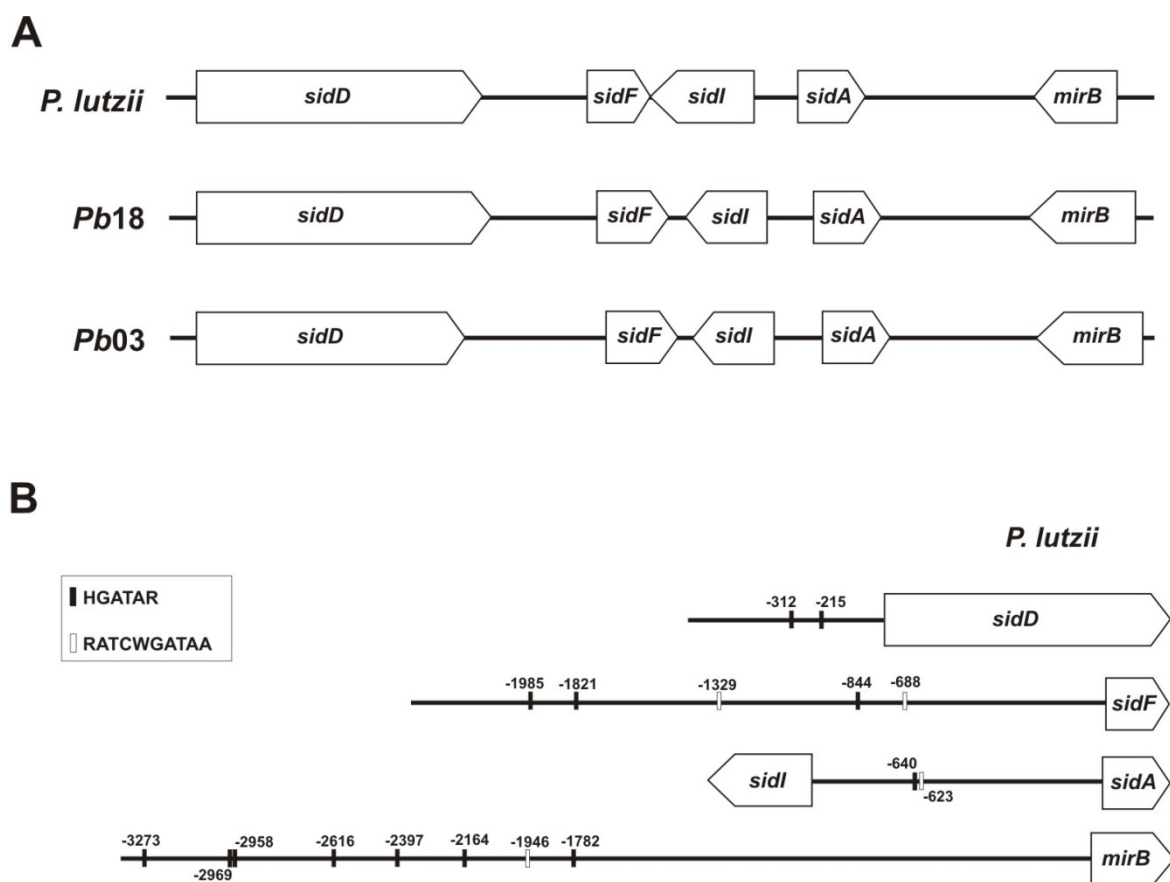 A
P. lutzii sidD sidF sidI sidA mirB
Pb18 sidD sidF sidI sidA mirB
Pb03 sidD sidF sidI sidA mirB
B
P. lutzii
HGATAR
RATCWGATAA
-312 -215
sidD
-1985 -1821 -1329 -844 -688
sidF
-640
sidI sidA
-623
-3273 -2958 -2616 -2397 -2164 -1946 -1782
mirB
-2969